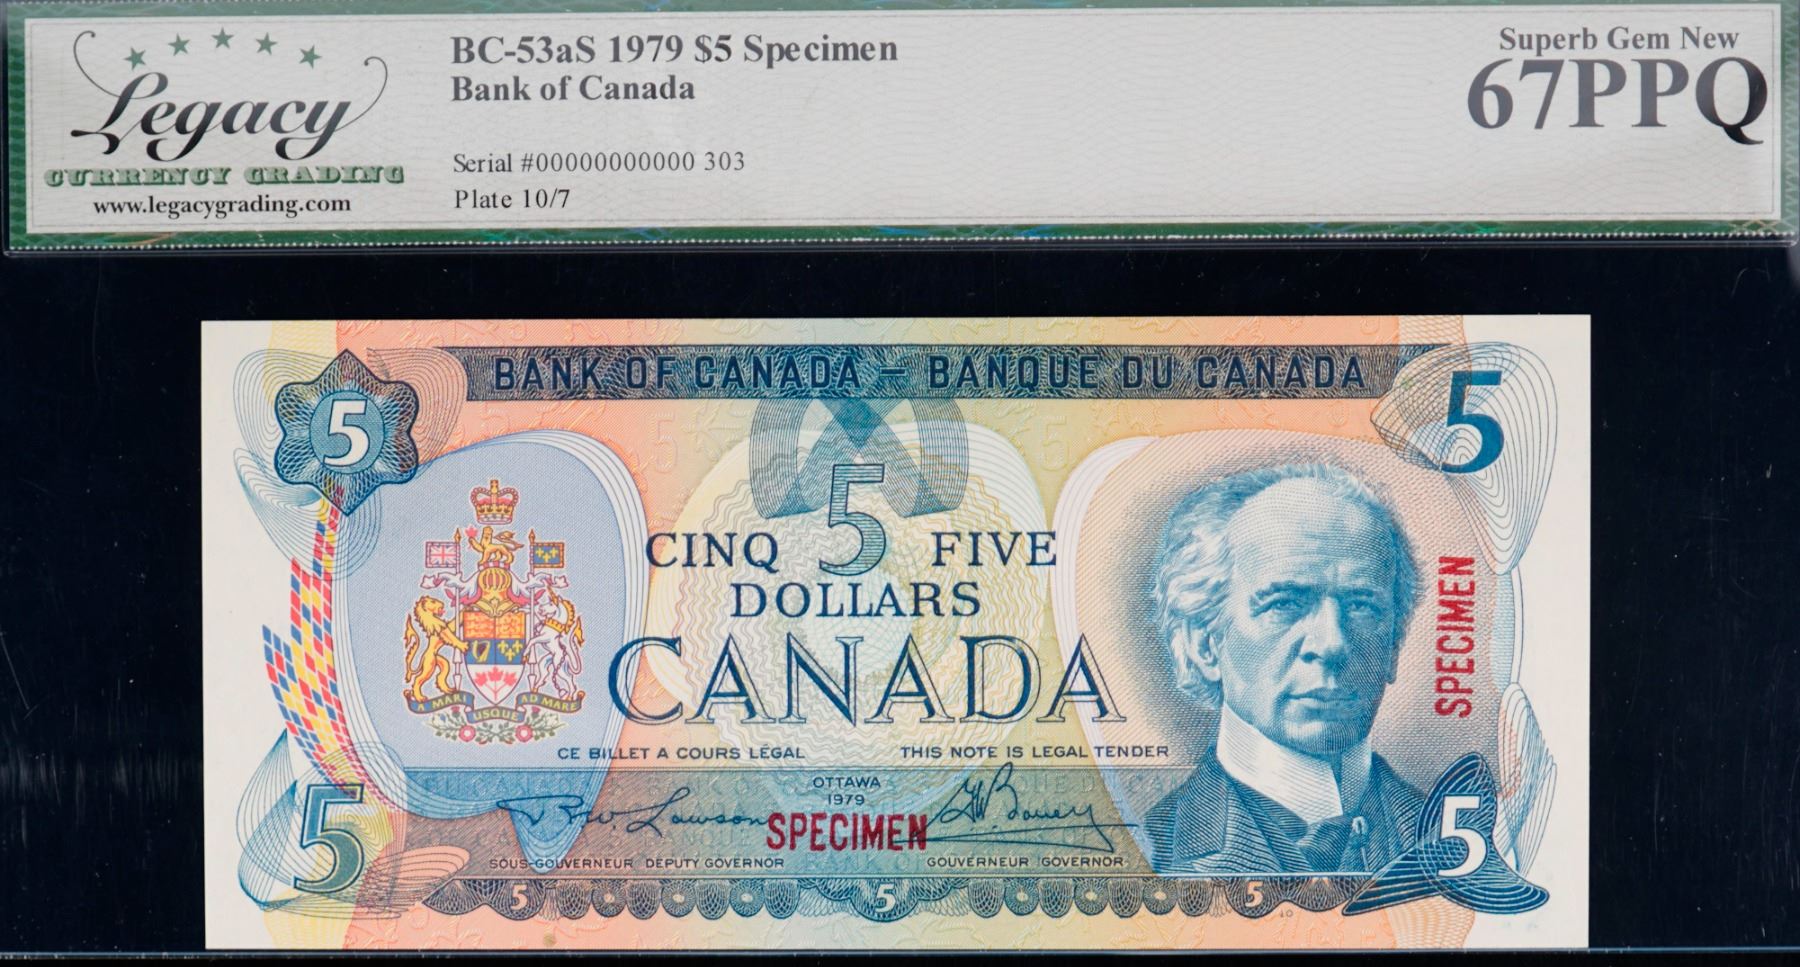 Legacy
CURRENCY GRADING
www.legacygrading.com
BC-53aS 1979 $5 Specimen
Bank of Canada
Serial #00000000000 303
Plate 10/7
Superb Gem New
67PPQ
BANK OF CANADA – BANQUE DU CANADA
5
5
5
CINQ FIVE
DOLLARS
CANADA
A MARI USQUE AD MARE
SPECIMEN
CE BILLET A COURS LÉGAL THIS NOTE IS LEGAL TENDER
OTTAWA
1979
SPECIMEN
SOUS-GOUVERNEUR DEPUTY GOVERNOR GOUVERNEUR GOVERNOR
5
5
5 5 5
10